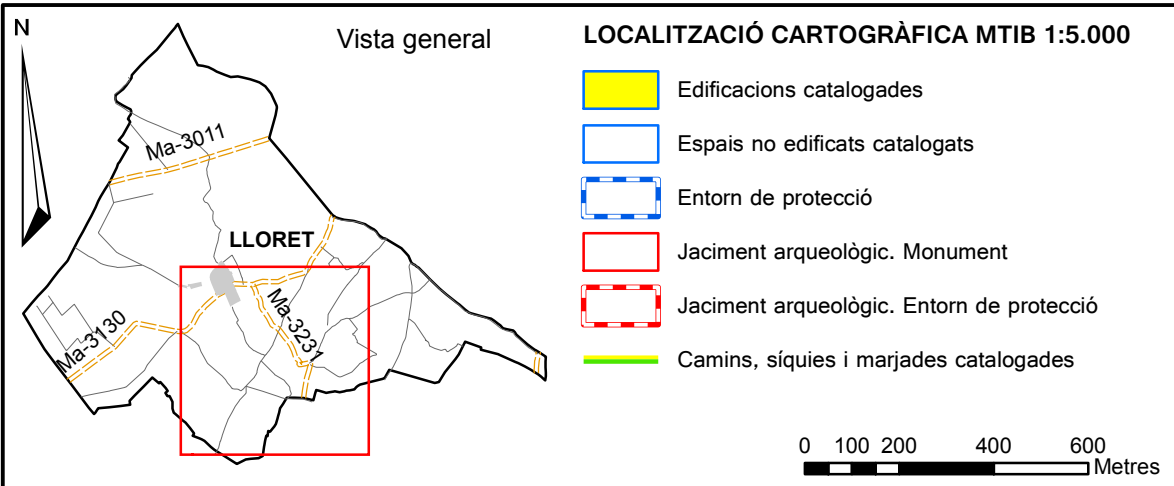 N
Vista general
Ma-3011
LLORET
Ma-3130
Ma-3231
LOCALITZACIÓ CARTOGRÀFICA MTIB 1:5.000
Edificacions catalogades
Espais no edificats catalogats
Entorn de protecció
Jaciment arqueològic. Monument
Jaciment arqueològic. Entorn de protecció
Camins, síquies i marjades catalogades
0 100 200 400 600
Metres